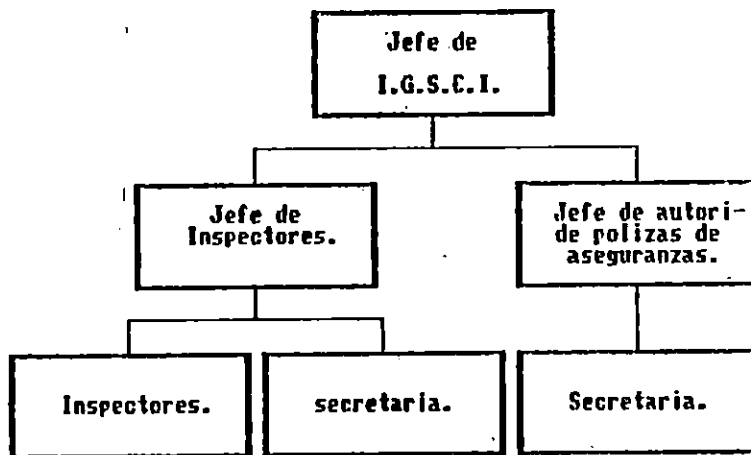 Jefe de
I.G.S.C.I.
Jefe de
Inspectores.
Jefe de autori-
de polizas de
aseguranzas.
Inspectores.
secretaria.
Secretaria.